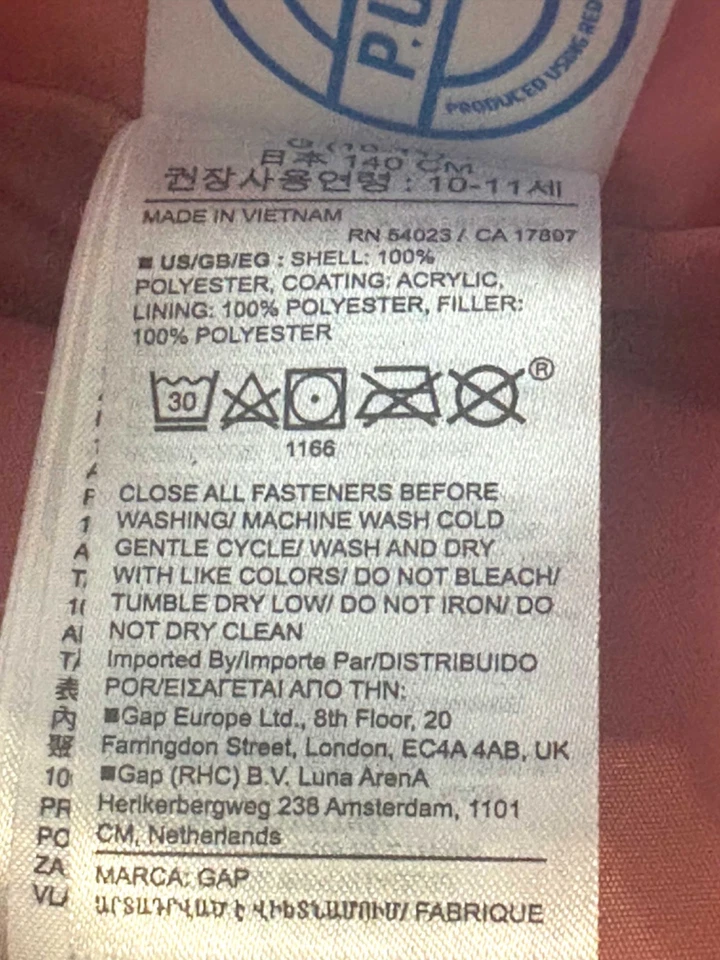 P.U
PRODUCED USING RED
日本 140 CM
권장사용연령 : 10-11세
MADE IN VIETNAM
RN 54023 / CA 17897
■ US/GB/EG : SHELL: 100%
POLYESTER, COATING: ACRYLIC,
LINING: 100% POLYESTER, FILLER:
100% POLYESTER
30
®
1166
CLOSE ALL FASTENERS BEFORE
WASHING/ MACHINE WASH COLD
GENTLE CYCLE/ WASH AND DRY
WITH LIKE COLORS/ DO NOT BLEACH/
TUMBLE DRY LOW/ DO NOT IRON/ DO
NOT DRY CLEAN
Imported By/Importe Par/DISTRIBUIDO
POR/ΕΙΣΑΓΕΤΑΙ ΑΠΟ ΤΗΝ:
■Gap Europe Ltd., 8th Floor, 20
Farringdon Street, London, EC4A 4AB, UK
■Gap (RHC) B.V. Luna ArenA
Herikerbergweg 238 Amsterdam, 1101
CM, Netherlands
MARCA: GAP
ԱՐՏԱԴՐՎԱԾ Է ՎԻԵՏՆԱՄՈՒՄ/ FABRIQUE